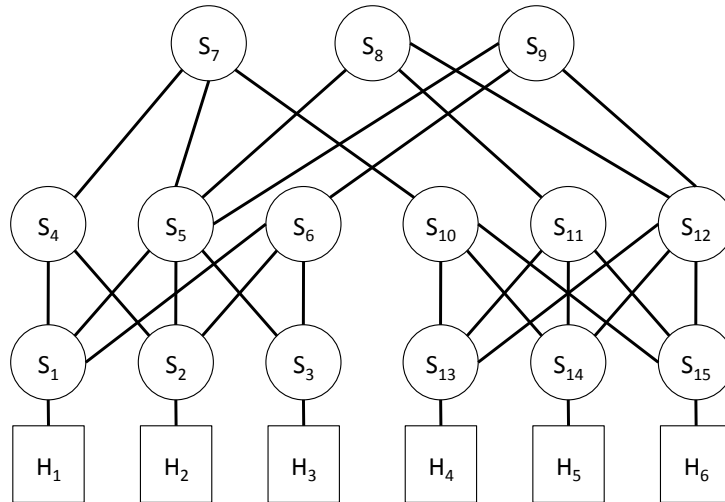 S₇ S₈ S₉
S₄ S₅ S₆ S₁₀ S₁₁ S₁₂
S₁ S₂ S₃ S₁₃ S₁₄ S₁₅
H₁ H₂ H₃ H₄ H₅ H₆